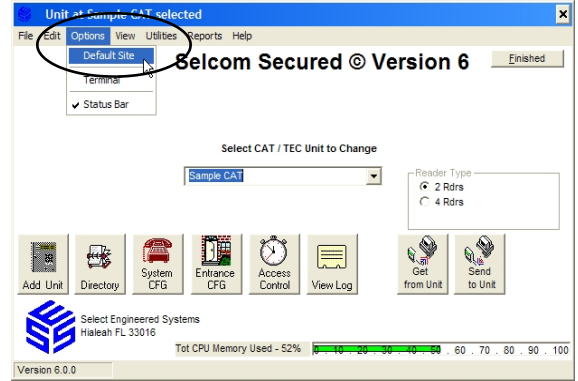 Unit at Sample CAT selected
File Edit Options View Utilities Reports Help
Default Site
Terminal
Status Bar
Selcom Secured © Version 6
Finished
Select CAT / TEC Unit to Change
Sample CAT
Reader Type
2 Rdrs
4 Rdrs
Add Unit
Directory
System CFG
Entrance CFG
Access Control
View Log
Get from Unit
Send to Unit
Select Engineered Systems
Hialeah FL 33016
Tot CPU Memory Used - 52% 0 . 10 . 20 . 30 . 40 . 50 . 60 . 70 . 80 . 90 . 100
Version 6.0.0